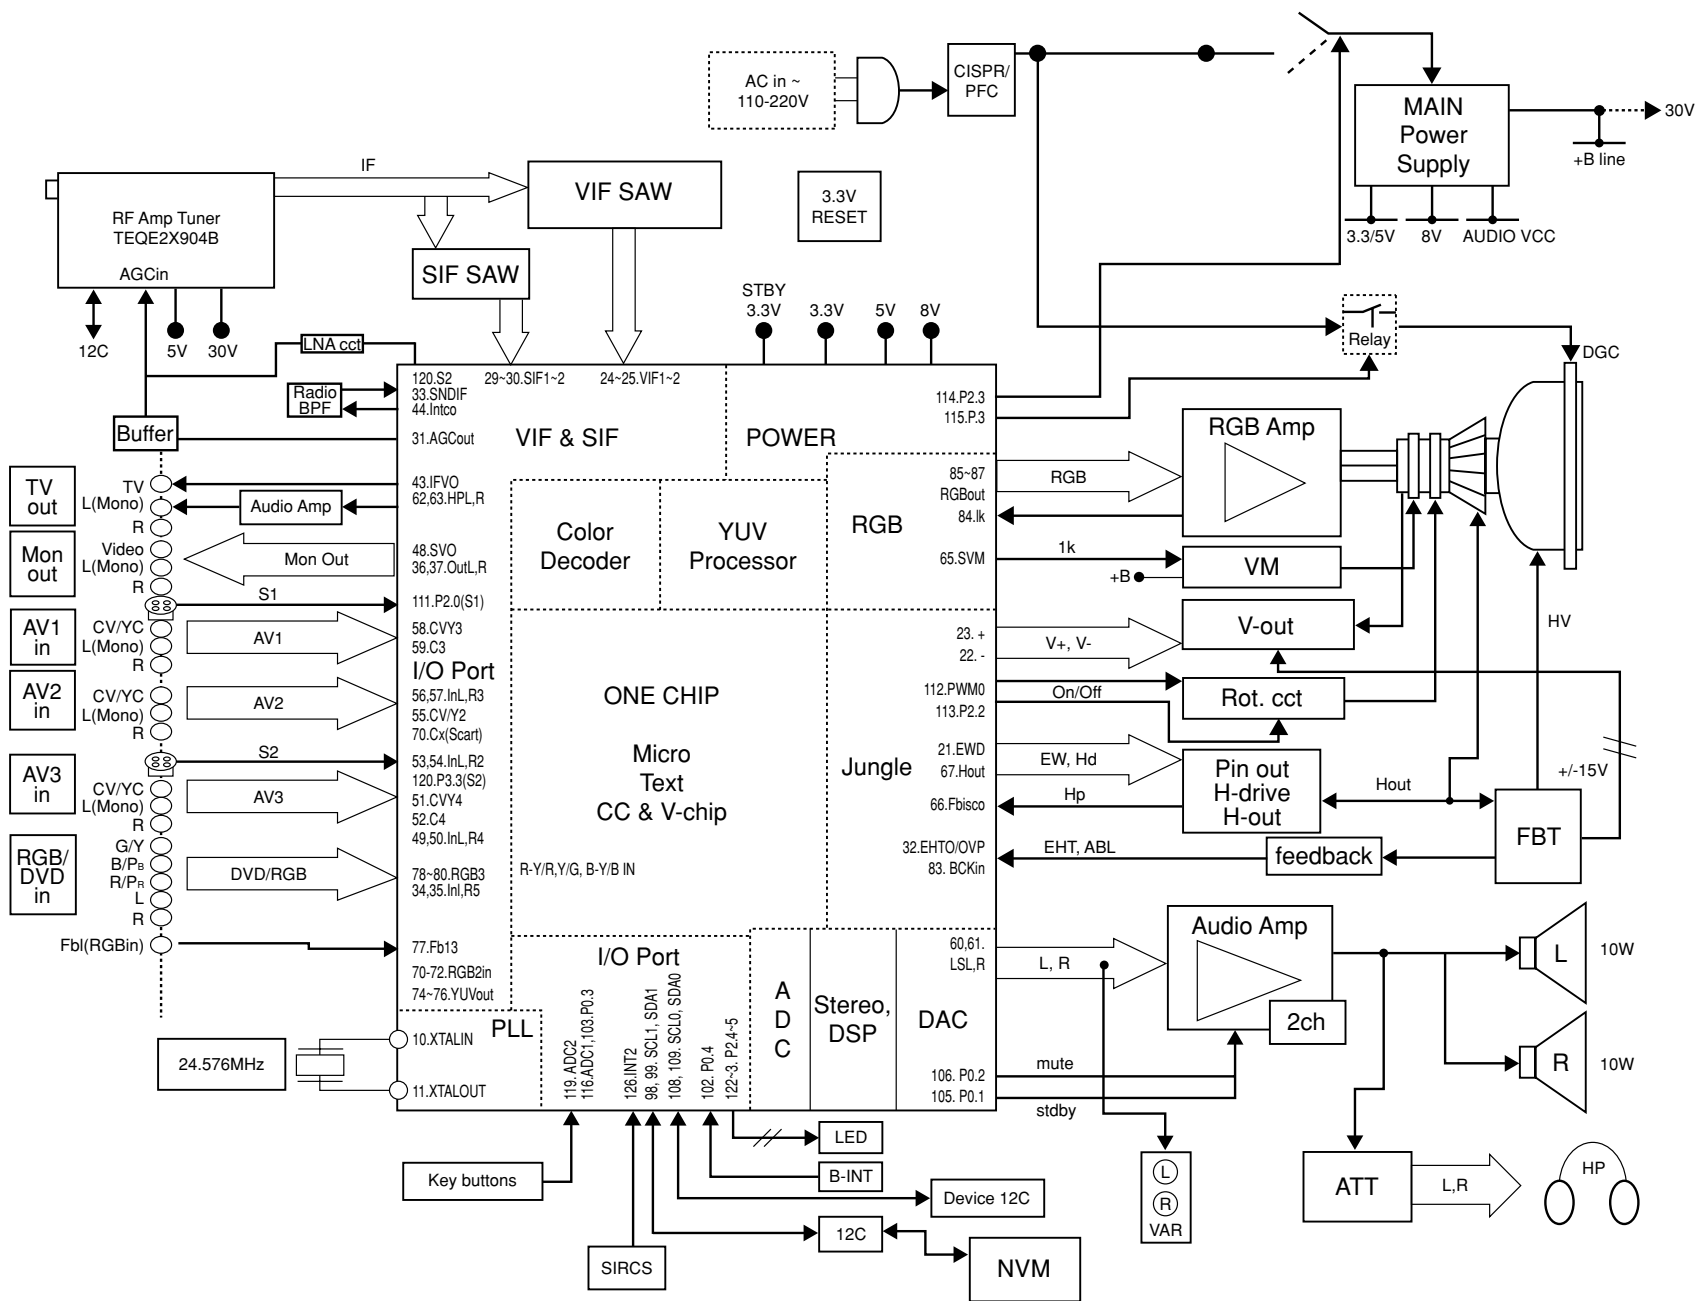 AC in ~
110-220V
CISPR/
PFC
MAIN
Power
Supply
30V
+B line
3.3/5V
8V
AUDIO VCC
IF
VIF SAW
3.3V
RESET
RF Amp Tuner
TEQE2X904B
AGCin
SIF SAW
12C
5V
30V
LNA cct
STBY
3.3V
3.3V
5V
8V
Relay
DGC
Radio
BPF
Buffer
120.S2
33.SNDIF
44.Intco
31.AGCout
29~30.SIF1~2
24~25.VIF1~2
VIF & SIF
POWER
114.P2.3
115.P.3
RGB Amp
TV
out
TV
L(Mono)
R
Audio Amp
43.IFVO
62,63.HPL,R
Color
Decoder
YUV
Processor
RGB
85~87
RGBout
84.Ik
RGB
Mon
out
Video
L(Mono)
R
Mon Out
48.SVO
36,37.OutL,R
65.SVM
1k
+B
VM
S1
111.P2.0(S1)
AV1
in
CV/YC
L(Mono)
R
AV1
58.CVY3
59.C3
I/O Port
23. +
22. -
V+, V-
V-out
HV
AV2
in
CV/YC
L(Mono)
R
AV2
56,57.InL,R3
55.CV/Y2
70.Cx(Scart)
ONE CHIP
Micro
Text
CC & V-chip
112.PWM0
113.P2.2
On/Off
Rot. cct
S2
53,54.InL,R2
120.P3.3(S2)
AV3
in
CV/YC
L(Mono)
R
AV3
51.CVY4
52.C4
49,50.InL,R4
Jungle
21.EWD
67.Hout
66.Fbisco
EW, Hd
Hp
Pin out
H-drive
H-out
Hout
+/-15V
FBT
RGB/
DVD
in
G/Y
B/PB
R/PR
L
R
DVD/RGB
78~80.RGB3
34,35.Inl,R5
R-Y/R,Y/G, B-Y/B IN
32.EHTO/OVP
83. BCKin
EHT, ABL
feedback
Fbl(RGBin)
77.Fb13
70-72.RGB2in
74~76.YUVout
I/O Port
A
D
C
Stereo,
DSP
DAC
60,61.
LSL,R
L, R
Audio Amp
2ch
L
10W
R
10W
24.576MHz
10.XTALIN
11.XTALOUT
PLL
119. ADC2
116.ADC1,103.P0.3
126.INT2
98, 99. SCL1, SDA1
108, 109. SCL0, SDA0
102. P0.4
122~3. P2.4~5
106. P0.2
105. P0.1
mute
stdby
LED
B-INT
Key buttons
Device 12C
12C
SIRCS
NVM
L
R
VAR
ATT
L,R
HP